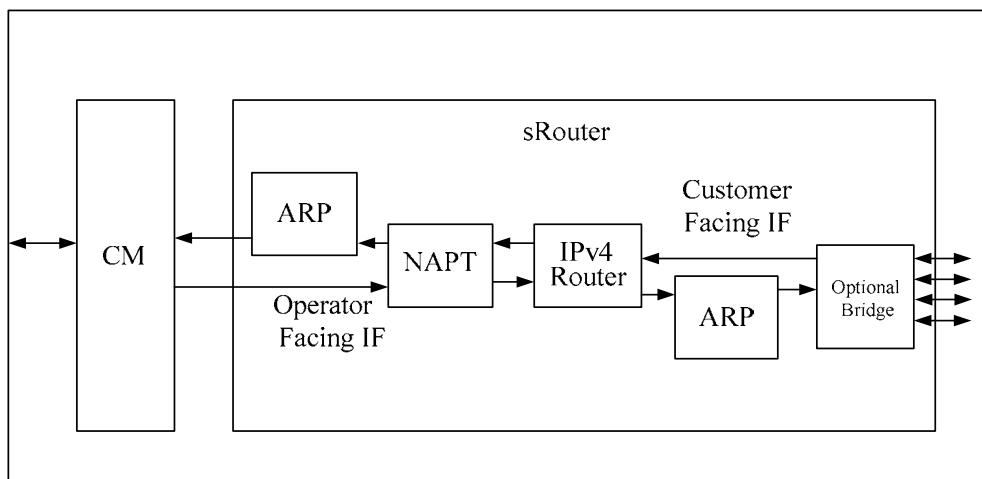 sRouter
CM
ARP
NAPT
Operator
Facing IF
IPv4
Router
Customer
Facing IF
ARP
Optional
Bridge